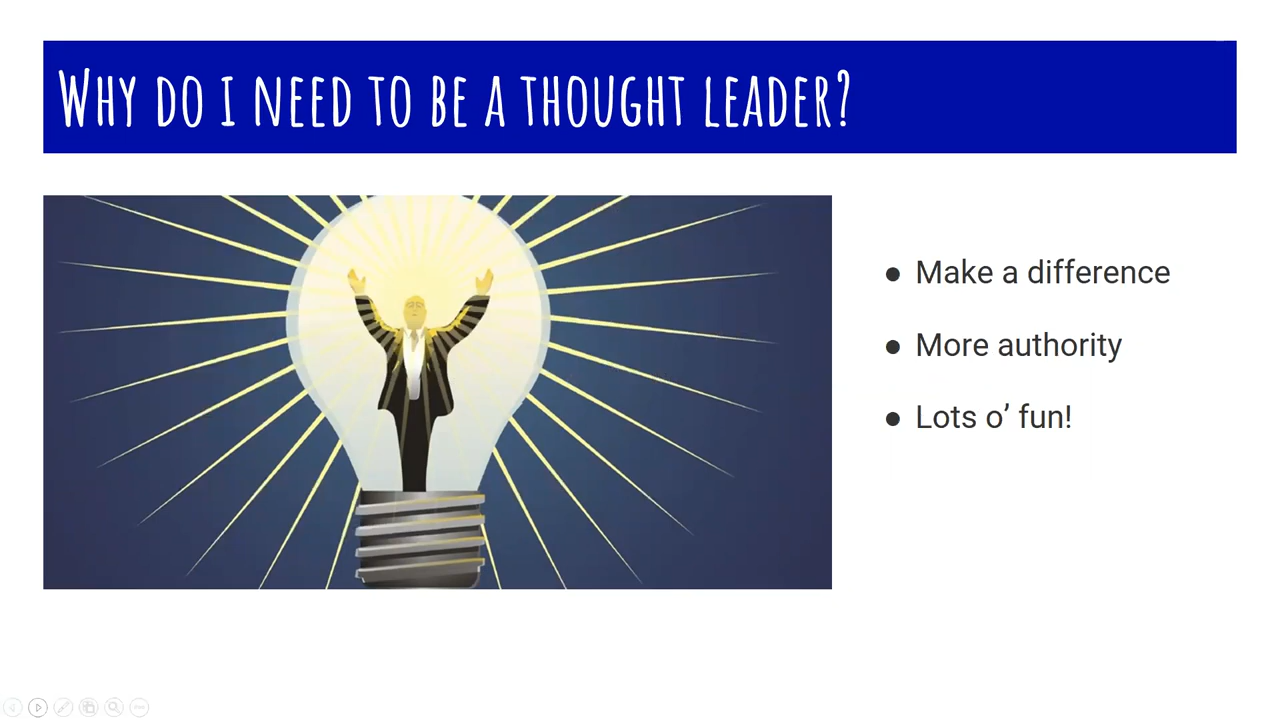 Why do I need to be a thought leader?
● Make a difference
● More authority
● Lots o’ fun!